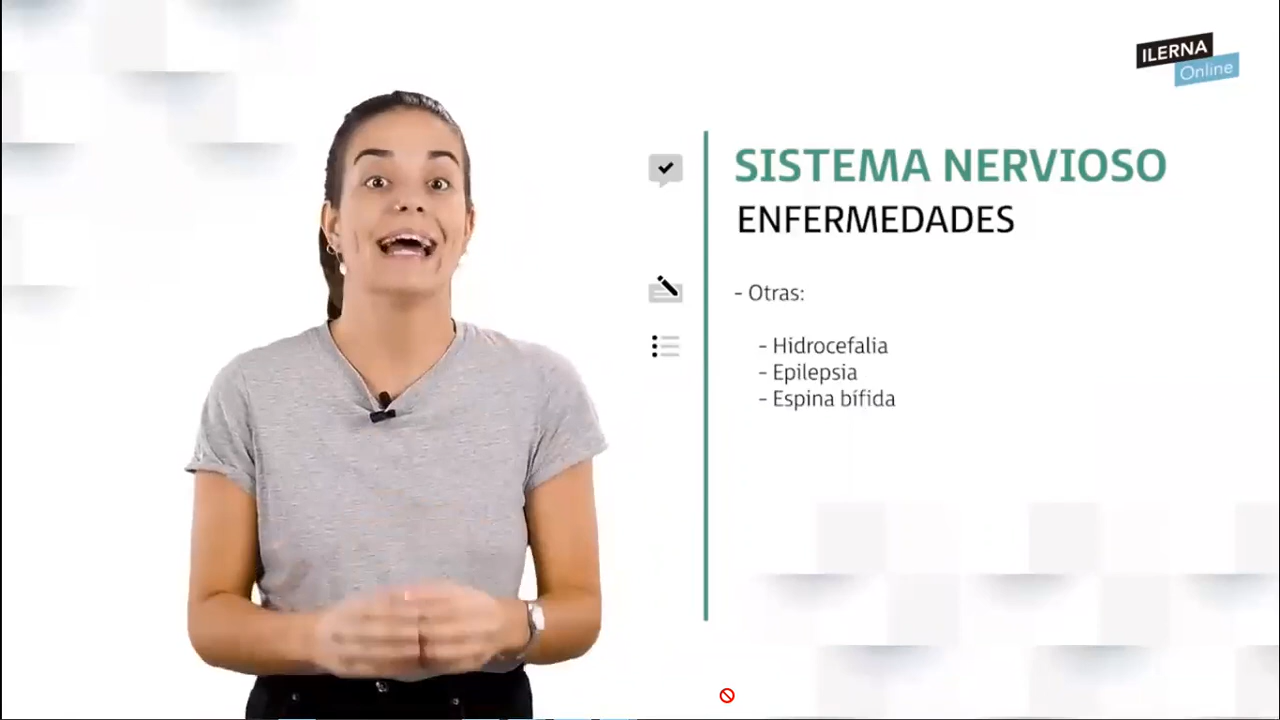 ILERNA
Online
SISTEMA NERVIOSO
ENFERMEDADES
- Otras:
- Hidrocefalia
- Epilepsia
- Espina bífida